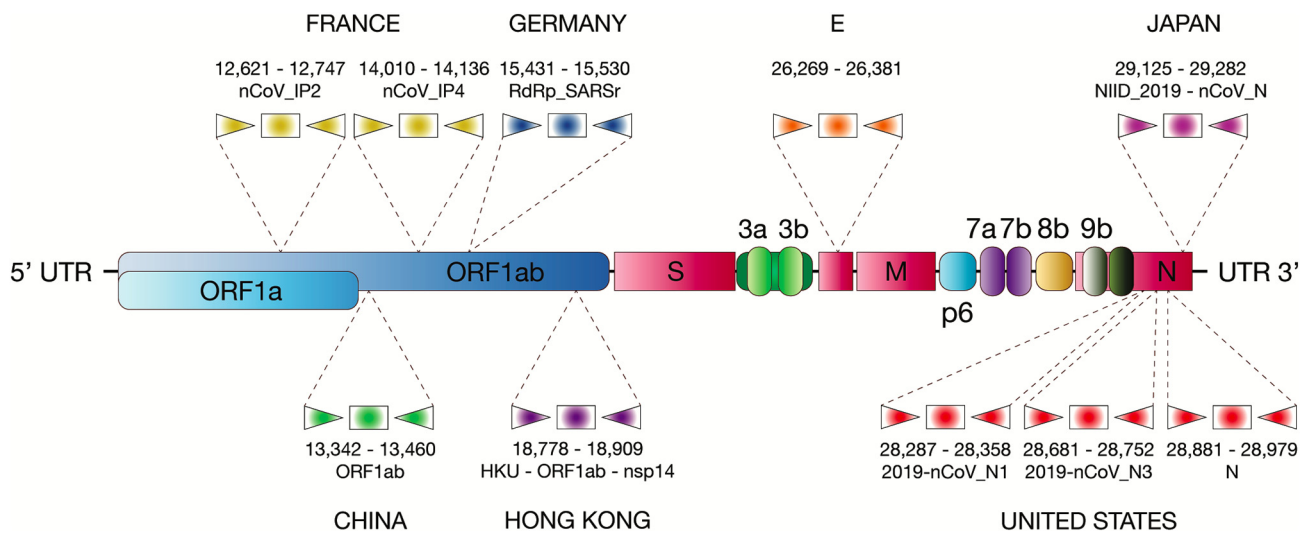 FRANCE
GERMANY
E
JAPAN
12,621 - 12,747
14,010 - 14,136
15,431 - 15,530
26,269 - 26,381
29,125 - 29,282
nCoV_IP2
nCoV_IP4
RdRp_SARSr
NIID_2019 - nCoV_N
3a
3b
7a
7b
8b
9b
5' UTR
ORF1ab
S
M
N
UTR 3'
ORF1a
p6
13,342 - 13,460
18,778 - 18,909
28,287 - 28,358
28,681 - 28,752
28,881 - 28,979
ORF1ab
HKU - ORF1ab - nsp14
2019-nCoV_N1
2019-nCoV_N3
N
CHINA
HONG KONG
UNITED STATES